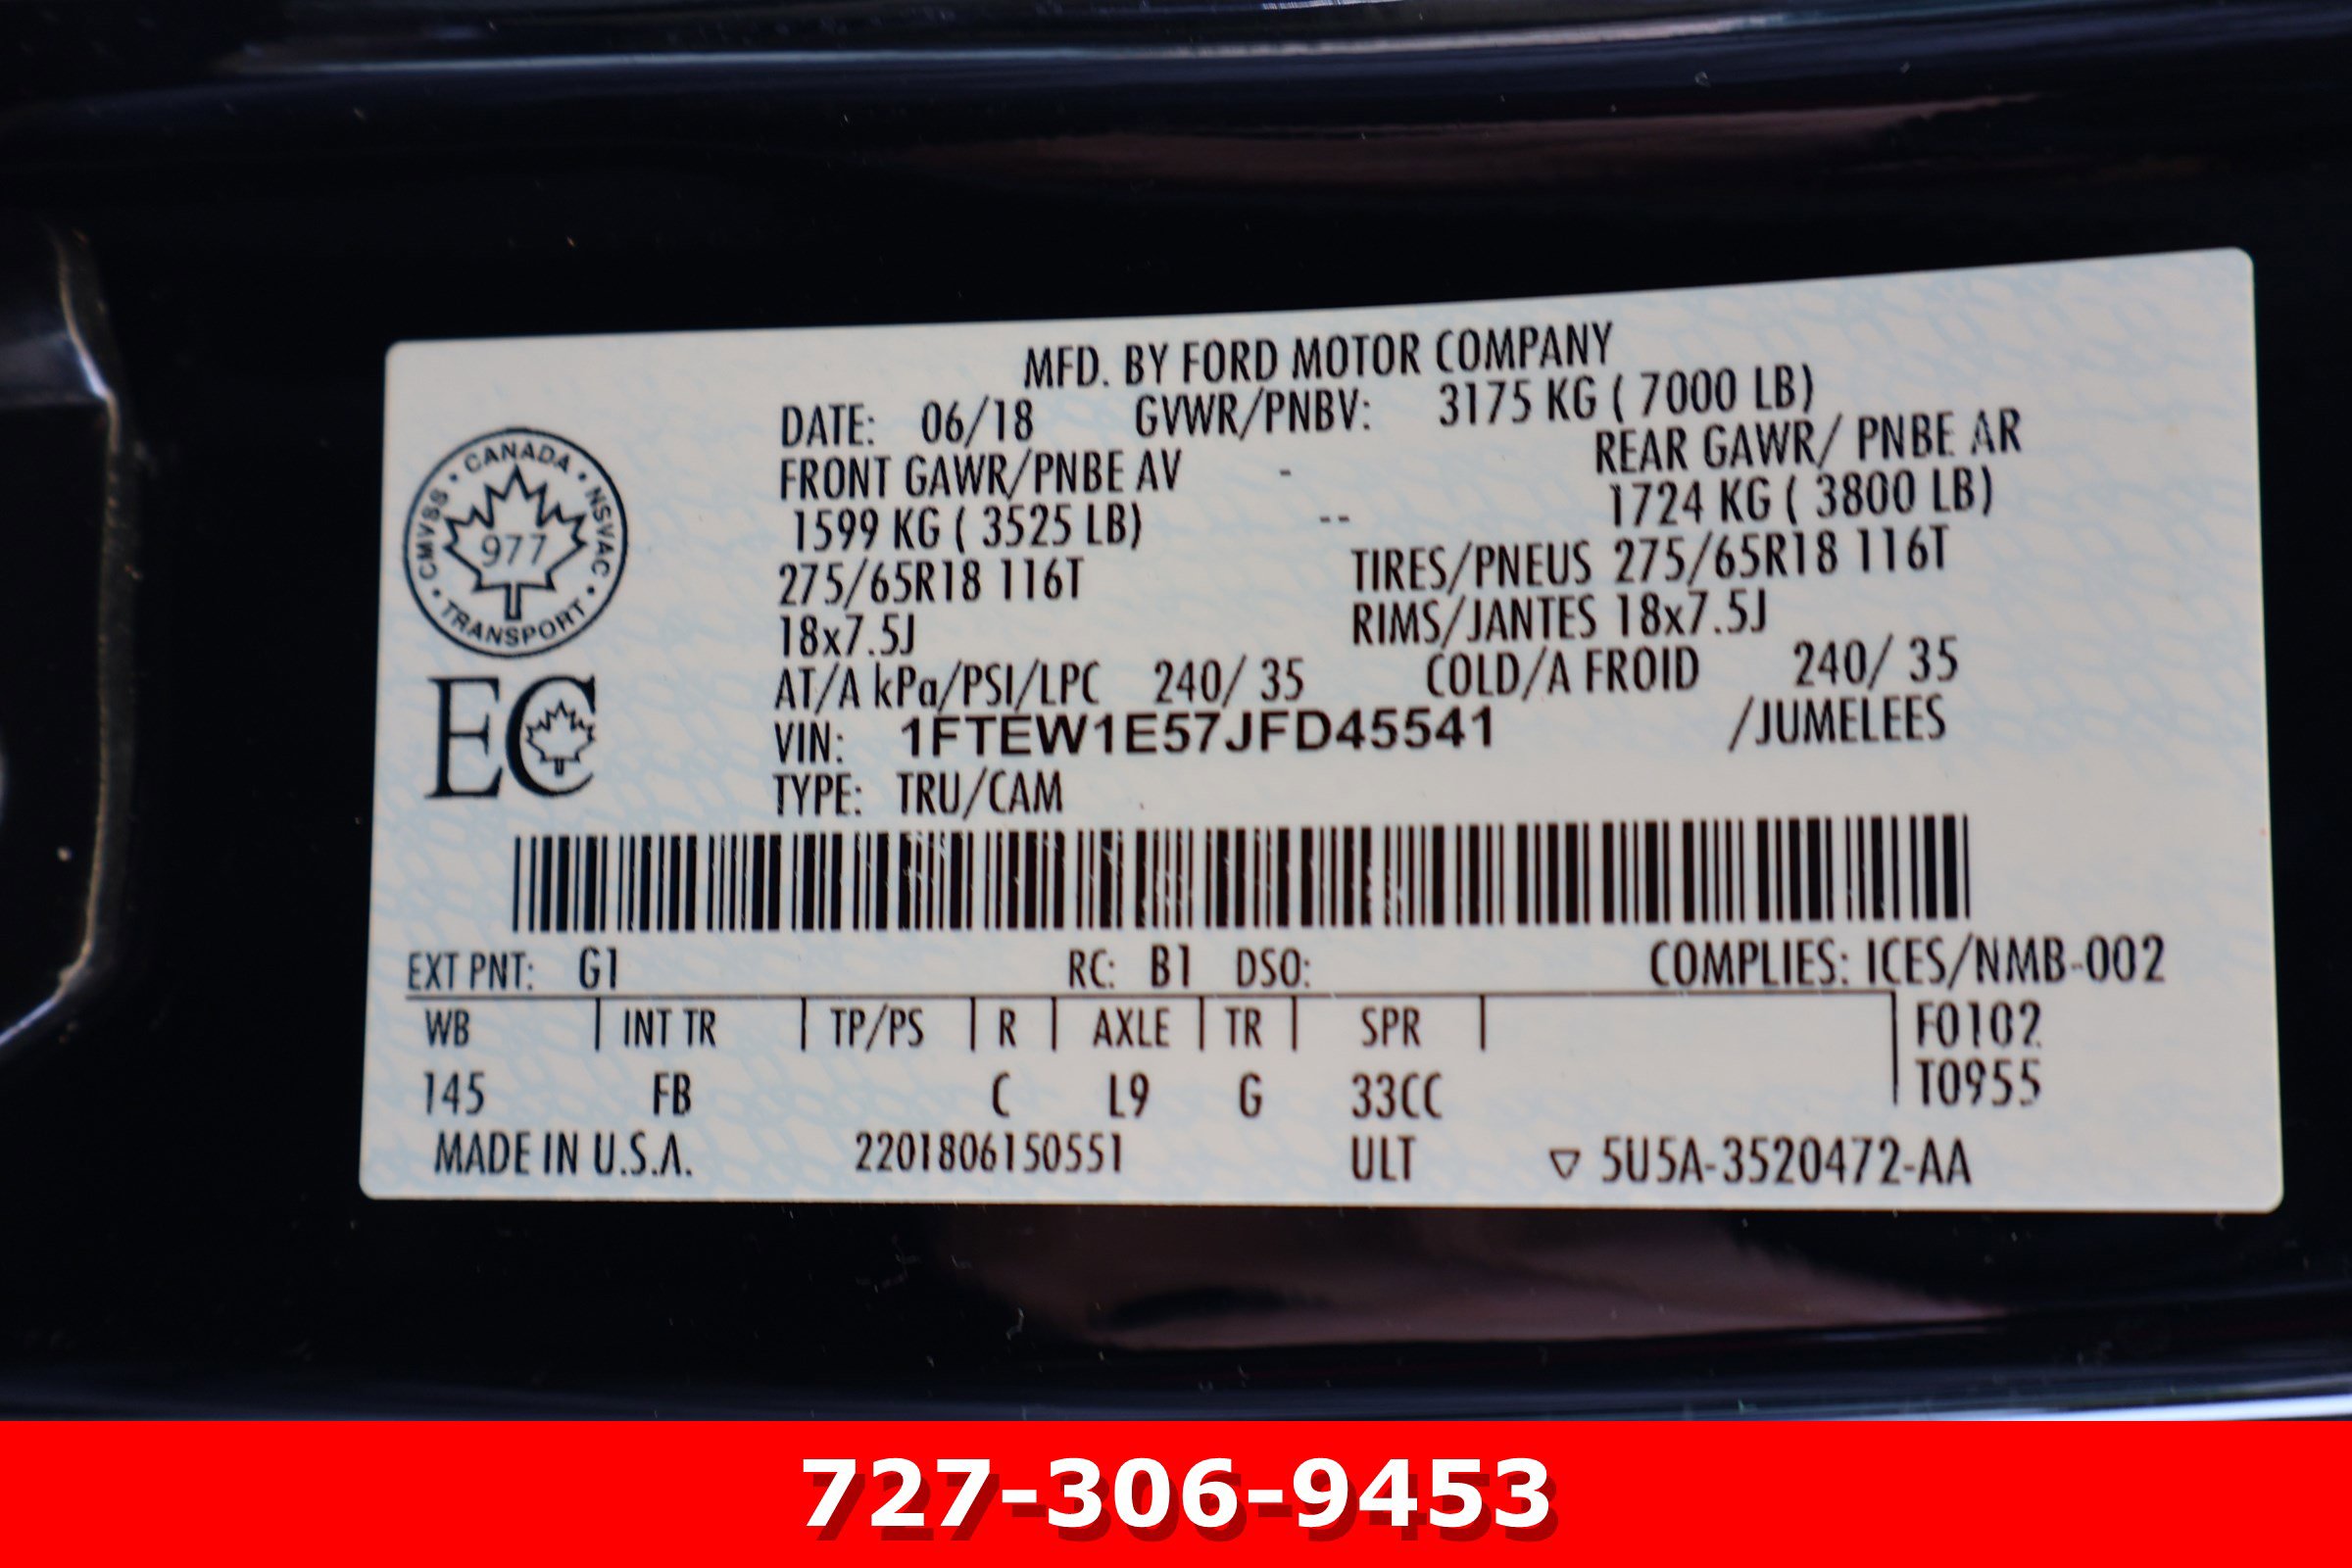 MFD. BY FORD MOTOR COMPANY
DATE: 06/18 GVWR/PNBV: 3175 KG ( 7000 LB)
FRONT GAWR/PNBE AV - REAR GAWR/ PNBE AR
1599 KG ( 3525 LB) -- 1724 KG ( 3800 LB)
275/65R18 116T TIRES/PNEUS 275/65R18 116T
18x7.5J RIMS/JANTES 18x7.5J
AT/A kPa/PSI/LPC 240/ 35 COLD/A FROID 240/ 35
VIN: 1FTEW1E57JFD45541 /JUMELEES
TYPE: TRU/CAM
CANADA
CMVSS • NSVAC
977
TRANSPORT
EC
EXT PNT: G1 RC: B1 DSO: COMPLIES: ICES/NMB-002
WB | INT TR | TP/PS | R | AXLE | TR | SPR | F0102
145 FB C L9 G 33CC T0955
MADE IN U.S.A. 2201806150551 ULT ▽ 5U5A-3520472-AA
727-306-9453